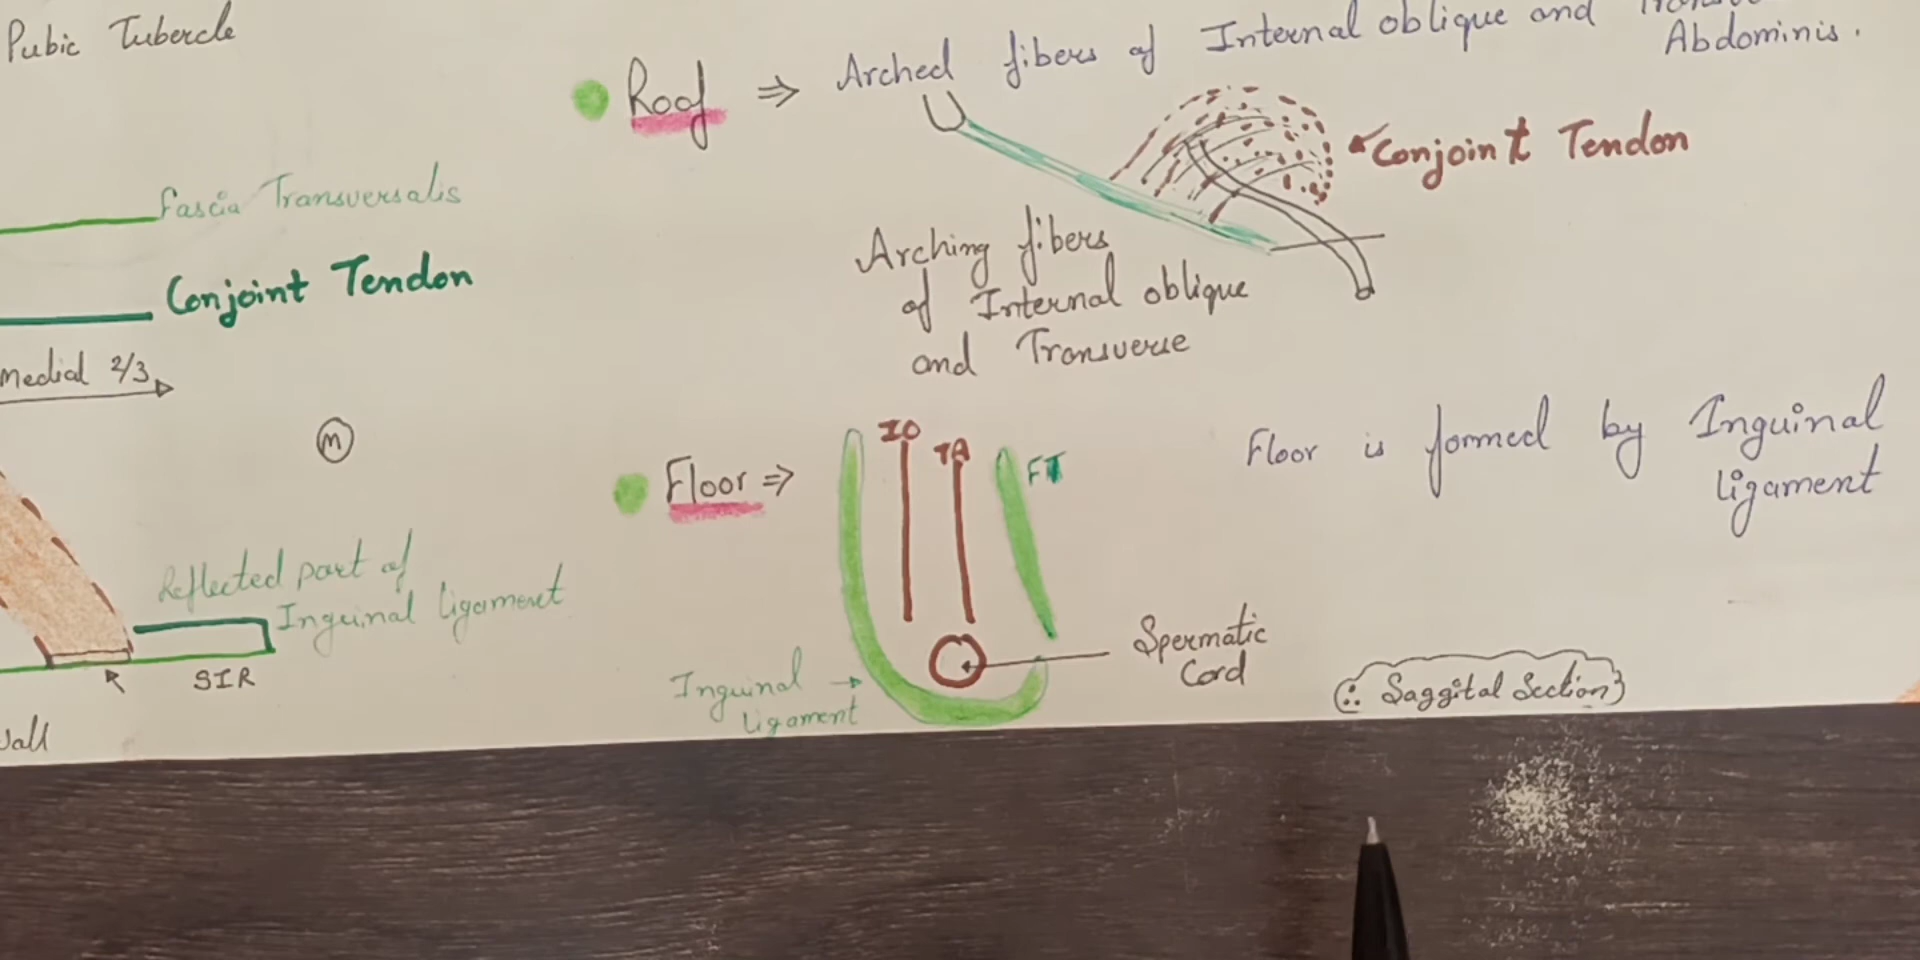 Pubic Tubercle
Roof ⇒ Arched fibers of Internal oblique and
Abdominis.
Conjoint Tendon
Fascia Transversalis
Conjoint Tendon
medial 2/3
M
Arching fibers
of Internal oblique
and Transverse
Floor ⇒
IO
TA
FT
Floor is formed by Inguinal
ligament
Reflected part of
Inguinal ligament
SIR
Inguinal
ligament
Spermatic
Cord
∴ Saggital Section